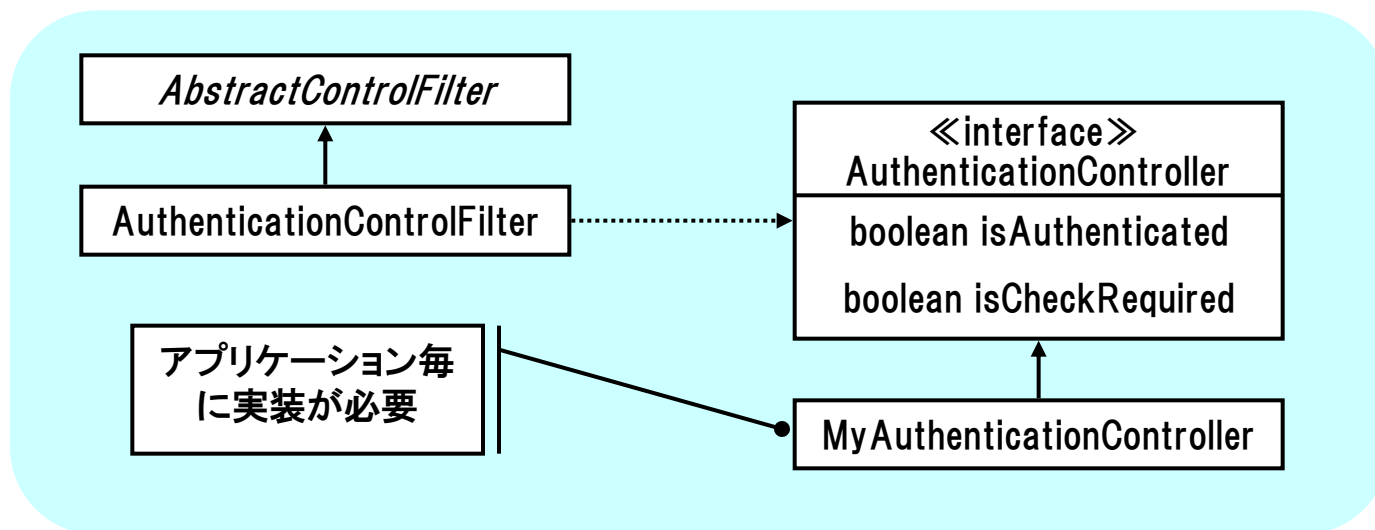 AbstractControlFilter
AuthenticationControlFilter
≪interface≫
AuthenticationController
boolean isAuthenticated
boolean isCheckRequired
アプリケーション毎
に実装が必要
MyAuthenticationController